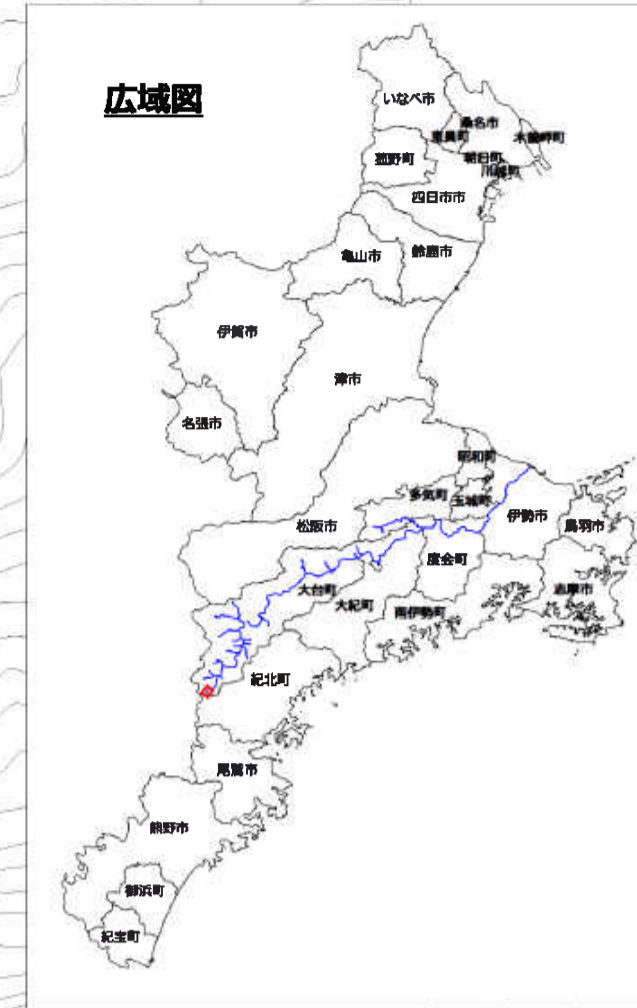 広域図
いなべ市
桑名市
東員町
木曽岬町
菰野町
朝日町
川越町
四日市市
亀山市
鈴鹿市
伊賀市
津市
名張市
明和町
多気町
玉城町
松阪市
伊勢市
鳥羽市
度会町
大台町
志摩市
大紀町
南伊勢町
紀北町
尾鷲市
熊野市
御浜町
紀宝町